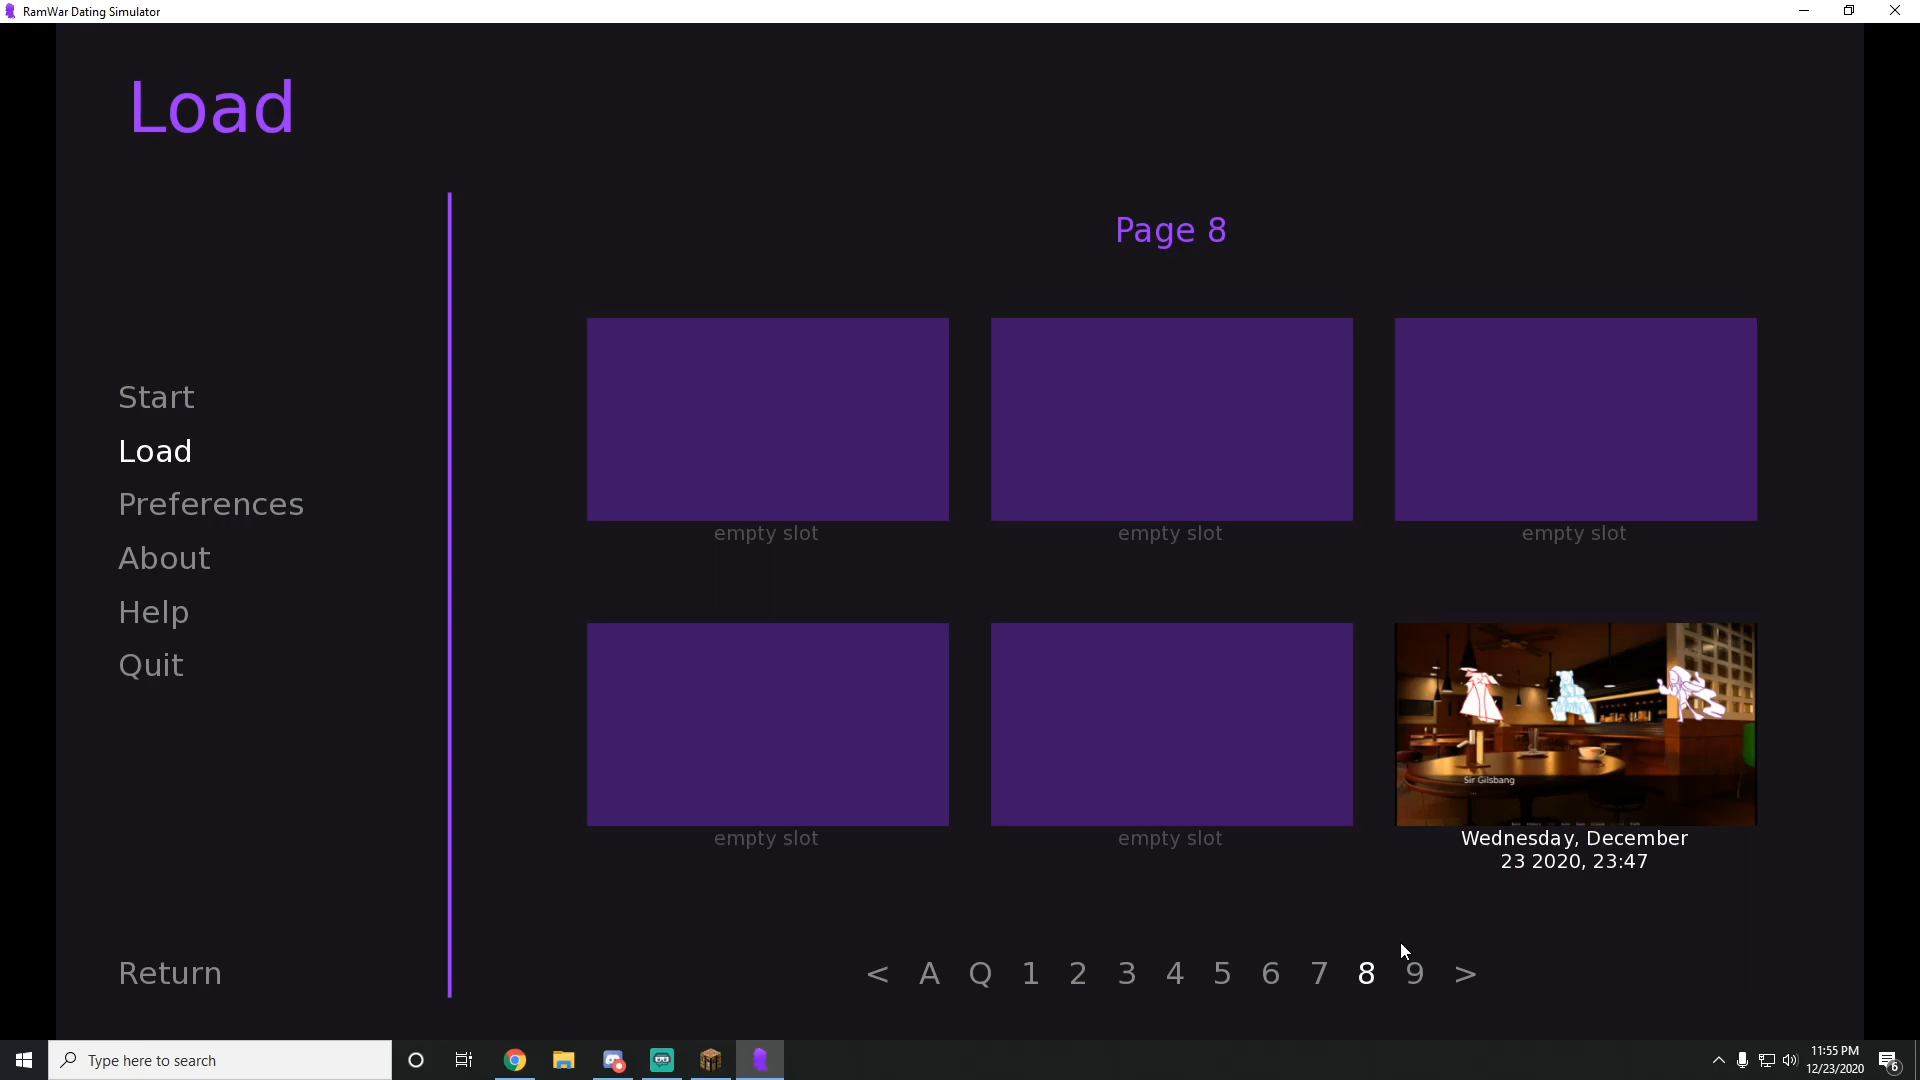 RamWar Dating Simulator
Load
Page 8
Start
Load
Preferences
About
Help
Quit
empty slot
empty slot
empty slot
Sir Gilsbang
...
empty slot
empty slot
Wednesday, December
23 2020, 23:47
Return
< A Q 1 2 3 4 5 6 7 8 9 >
Type here to search
11:55 PM
12/23/2020
6